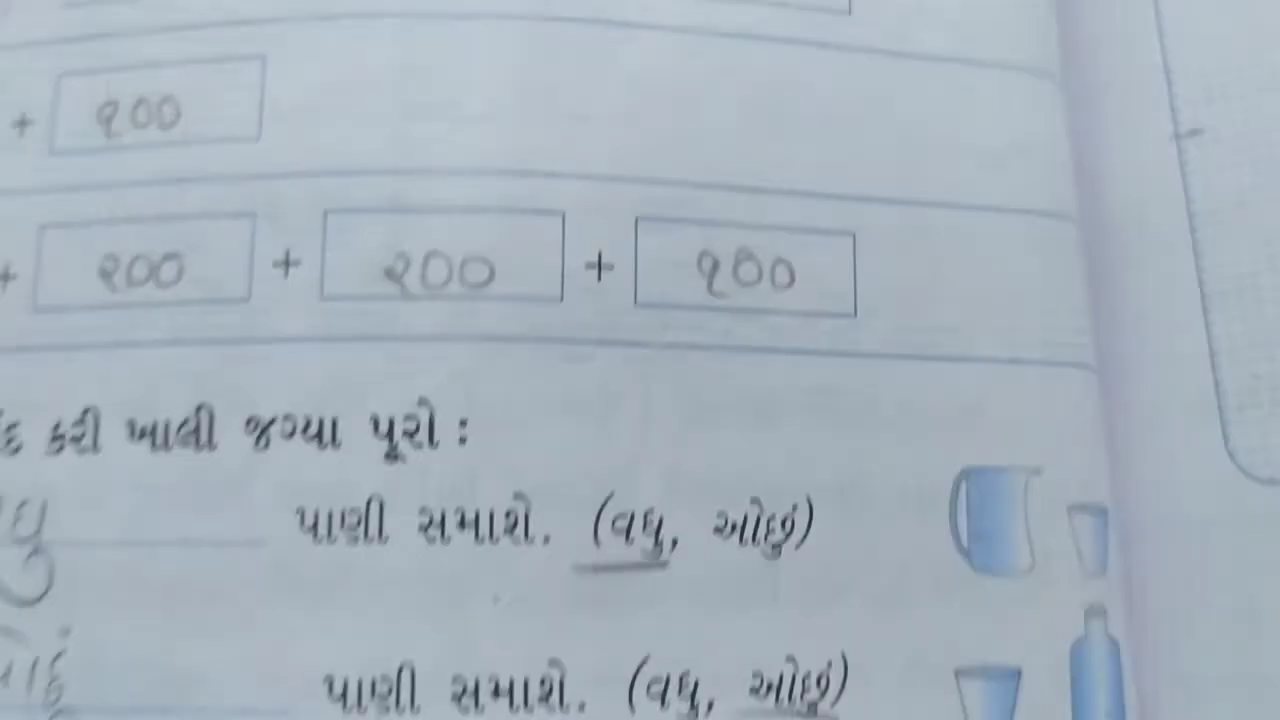 + ૧૦૦
+ ૨૦૦ + ૨૦૦ + ૧૦૦
કરી ખાલી જગ્યા પૂરો :
પાણી સમાશે. (વધુ, ઓછું)
પાણી સમાશે. (વધુ, ઓછું)